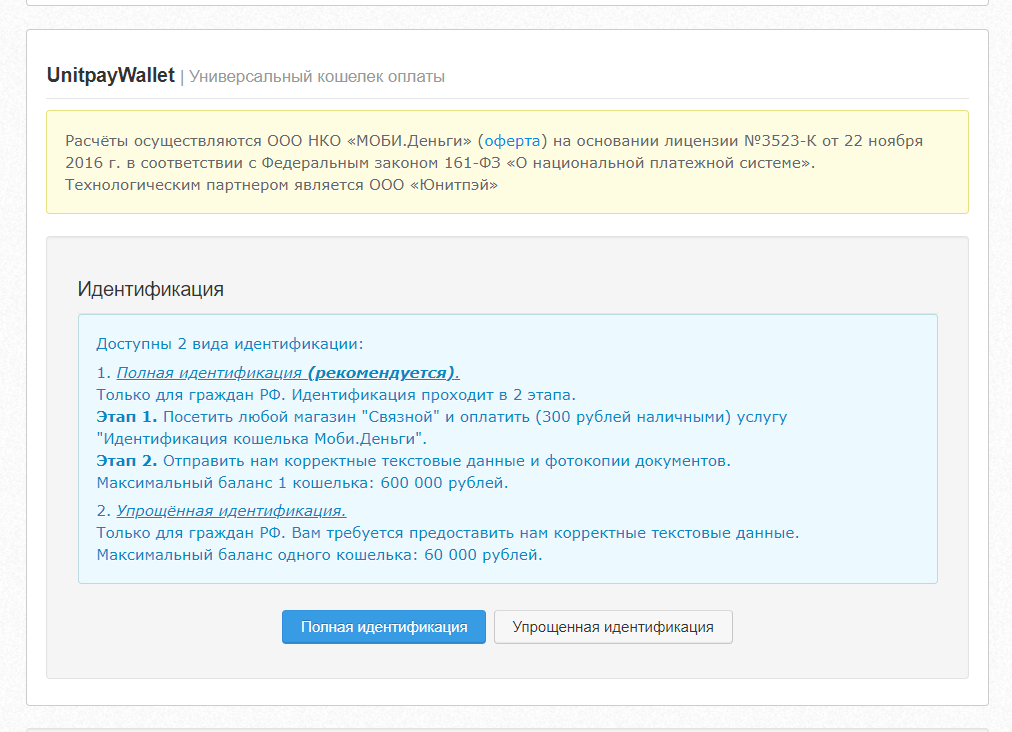 UnitpayWallet | Универсальный кошелек оплаты
Расчёты осуществляются ООО НКО «МОБИ.Деньги» (оферта) на основании лицензии №3523-К от 22 ноября
2016 г. в соответствии с Федеральным законом 161-ФЗ «О национальной платежной системе».
Технологическим партнером является ООО «Юнитпэй»
Идентификация
Доступны 2 вида идентификации:
1. Полная идентификация (рекомендуется).
Только для граждан РФ. Идентификация проходит в 2 этапа.
Этап 1. Посетить любой магазин "Связной" и оплатить (300 рублей наличными) услугу
"Идентификация кошелька Моби.Деньги".
Этап 2. Отправить нам корректные текстовые данные и фотокопии документов.
Максимальный баланс 1 кошелька: 600 000 рублей.
2. Упрощённая идентификация.
Только для граждан РФ. Вам требуется предоставить нам корректные текстовые данные.
Максимальный баланс одного кошелька: 60 000 рублей.
Полная идентификация Упрощенная идентификация